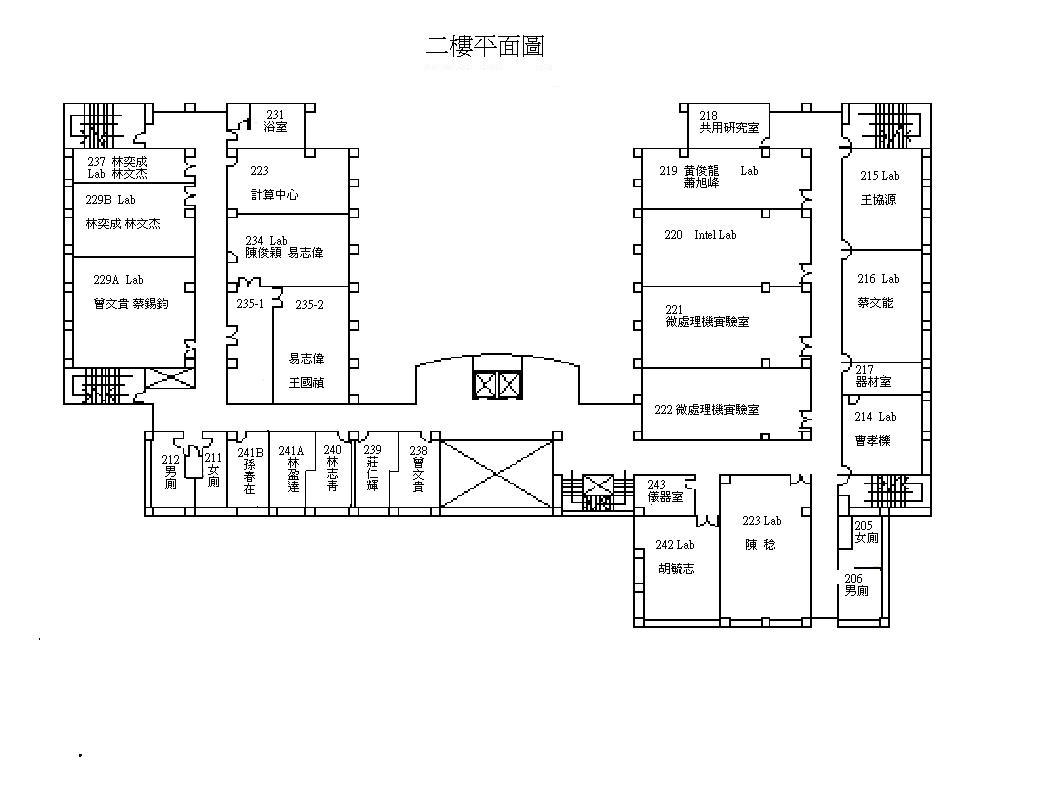 二樓平面圖
231
浴室
218
共用研究室
237 林奕成
Lab 林文杰
223
計算中心
219 黄俊龍 Lab
蕭旭峰
215 Lab
王協源
229B Lab
林奕成 林文杰
234 Lab
陳俊穎 易志偉
220 Intel Lab
229A Lab
曾文貴 蔡錫鈞
235-1
235-2
易志偉
王國禎
221
微處理機實驗室
216 Lab
蔡文能
217
器材室
222 微處理機實驗室
214 Lab
曹孝櫟
212
男廁
211
女廁
241B
孫春在
241A
林盈達
240
林志青
239
莊仁輝
238
曾文貴
243
儀器室
223 Lab
陳 稔
205
女廁
242 Lab
胡毓志
206
男廁